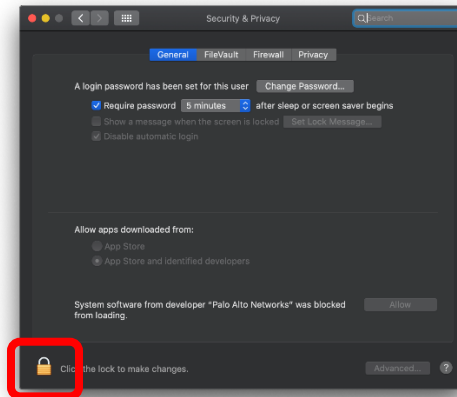 Security & Privacy
Search
General FileVault Firewall Privacy
A login password has been set for this user Change Password...
Require password 5 minutes after sleep or screen saver begins
Show a message when the screen is locked Set Lock Message...
Disable automatic login
Allow apps downloaded from:
App Store
App Store and identified developers
System software from developer “Palo Alto Networks” was blocked Allow
from loading.
Click the lock to make changes. Advanced... ?